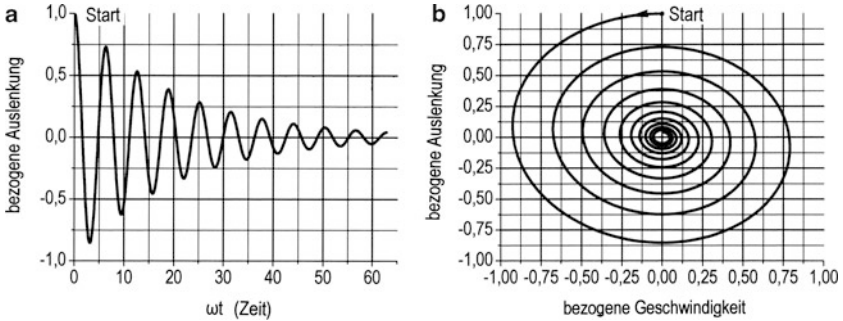 a
Start
1,0
0,5
0,0
-0,5
-1,0
bezogene Auslenkung
0 10 20 30 40 50 60
ωt (Zeit)
b
Start
1,00
0,75
0,50
0,25
0,00
-0,25
-0,50
-0,75
-1,00
bezogene Auslenkung
-1,00 -0,75 -0,50 -0,25 0,00 0,25 0,50 0,75 1,00
bezogene Geschwindigkeit